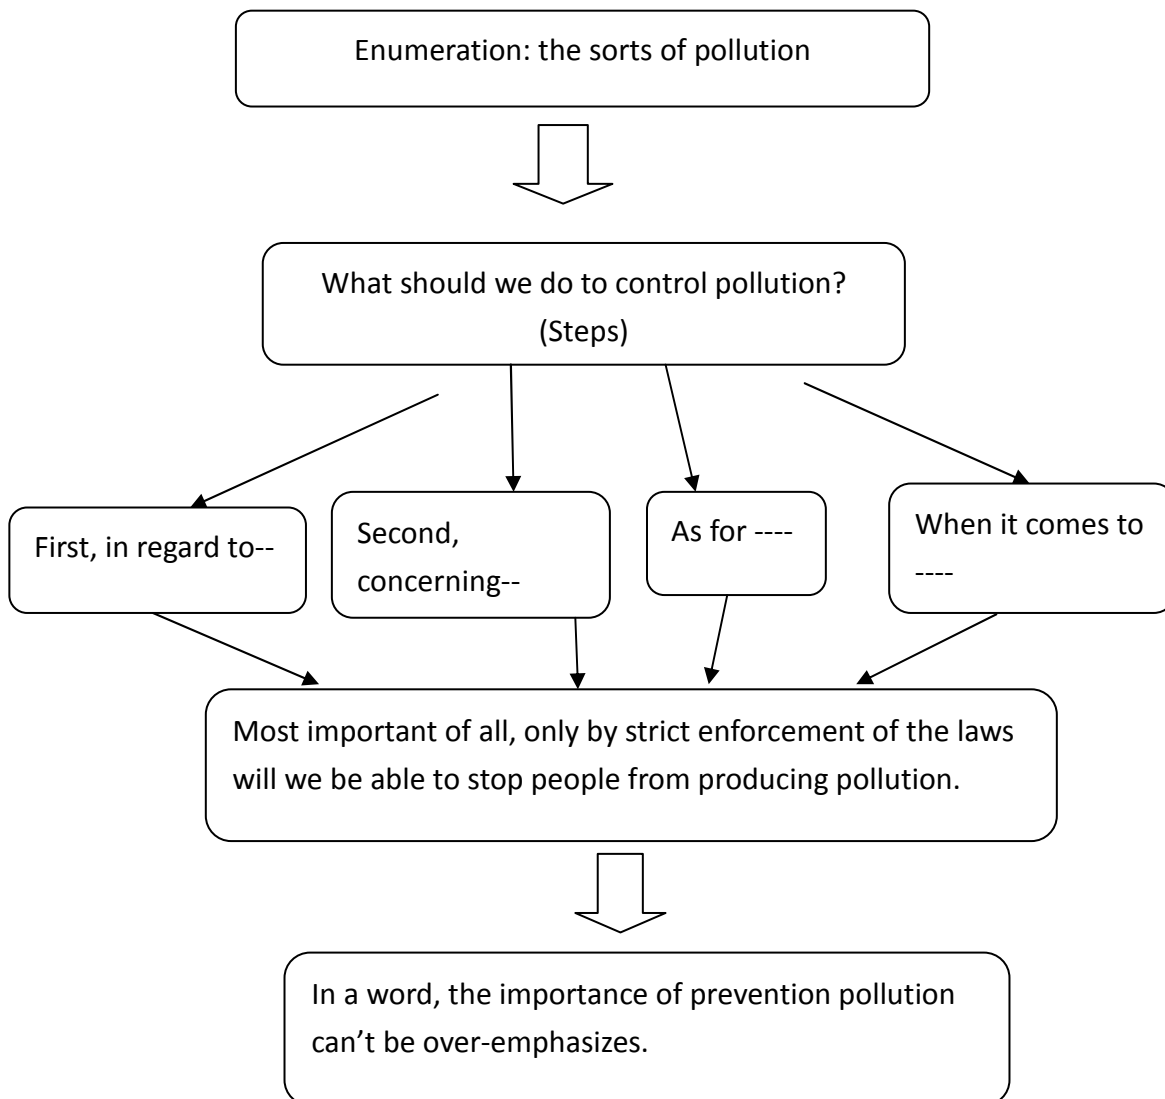 Enumeration: the sorts of pollution
What should we do to control pollution?
(Steps)
First, in regard to--
Second,
concerning--
As for ----
When it comes to
----
Most important of all, only by strict enforcement of the laws
will we be able to stop people from producing pollution.
In a word, the importance of prevention pollution
can’t be over-emphasizes.